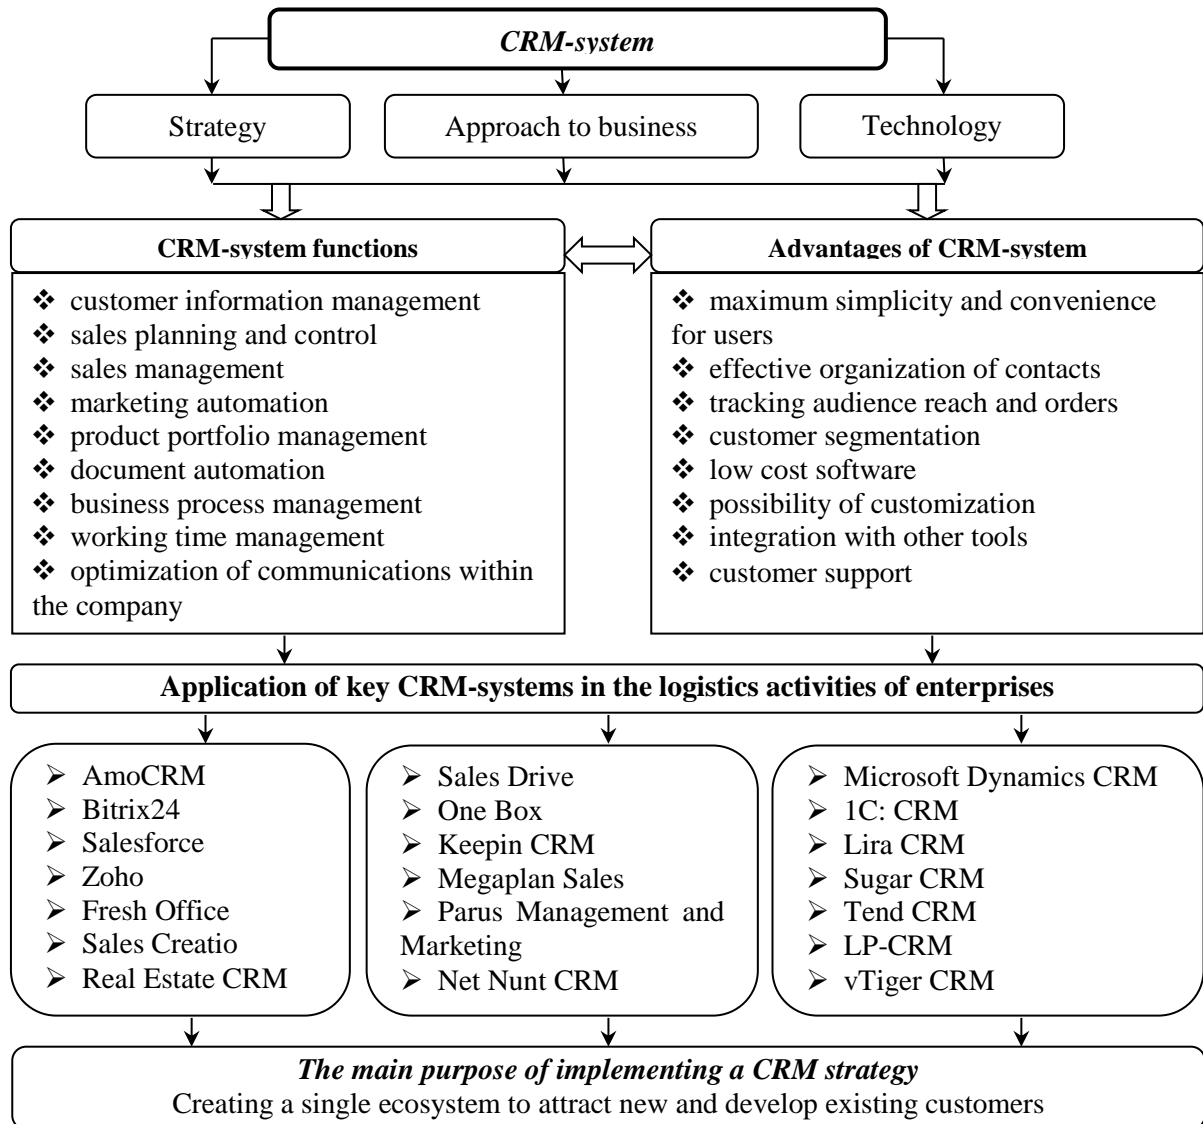 CRM-system
Strategy
Approach to business
Technology
CRM-system functions
❖ customer information management
❖ sales planning and control
❖ sales management
❖ marketing automation
❖ product portfolio management
❖ document automation
❖ business process management
❖ working time management
❖ optimization of communications within
the company
Advantages of CRM-system
❖ maximum simplicity and convenience
for users
❖ effective organization of contacts
❖ tracking audience reach and orders
❖ customer segmentation
❖ low cost software
❖ possibility of customization
❖ integration with other tools
❖ customer support
Application of key CRM-systems in the logistics activities of enterprises
➢ AmoCRM
➢ Bitrix24
➢ Salesforce
➢ Zoho
➢ Fresh Office
➢ Sales Creatio
➢ Real Estate CRM
➢ Sales Drive
➢ One Box
➢ Keepin CRM
➢ Megaplan Sales
➢ Parus Management and
Marketing
➢ Net Nunt CRM
➢ Microsoft Dynamics CRM
➢ 1C: CRM
➢ Lira CRM
➢ Sugar CRM
➢ Tend CRM
➢ LP-CRM
➢ vTiger CRM
The main purpose of implementing a CRM strategy
Creating a single ecosystem to attract new and develop existing customers